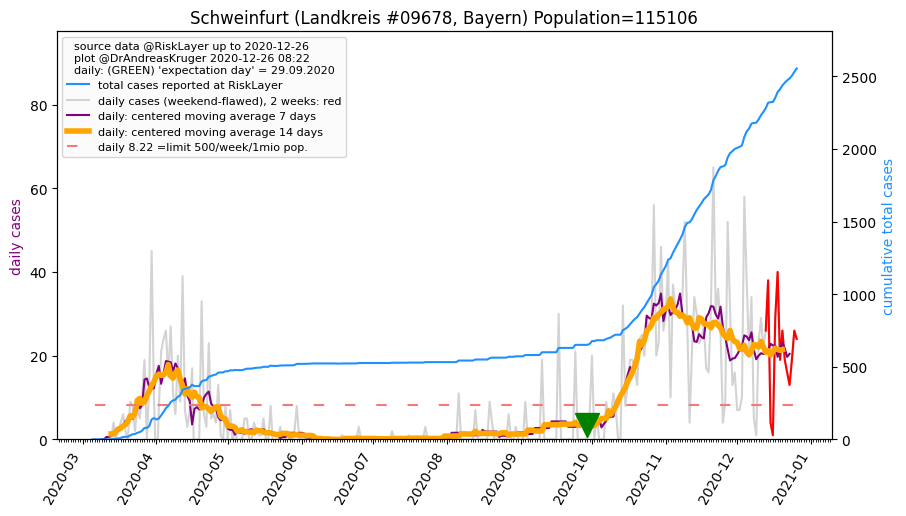 Schweinfurt (Landkreis #09678, Bayern) Population=115106
source data @RiskLayer up to 2020-12-26
plot @DrAndreasKruger 2020-12-26 08:22
daily: (GREEN) 'expectation day' = 29.09.2020
total cases reported at RiskLayer
daily cases (weekend-flawed), 2 weeks: red
daily: centered moving average 7 days
daily: centered moving average 14 days
daily 8.22 =limit 500/week/1mio pop.
daily cases
80
60
40
20
0
cumulative total cases
2500
2000
1500
1000
500
0
2020-03
2020-04
2020-05
2020-06
2020-07
2020-08
2020-09
2020-10
2020-11
2020-12
2021-01